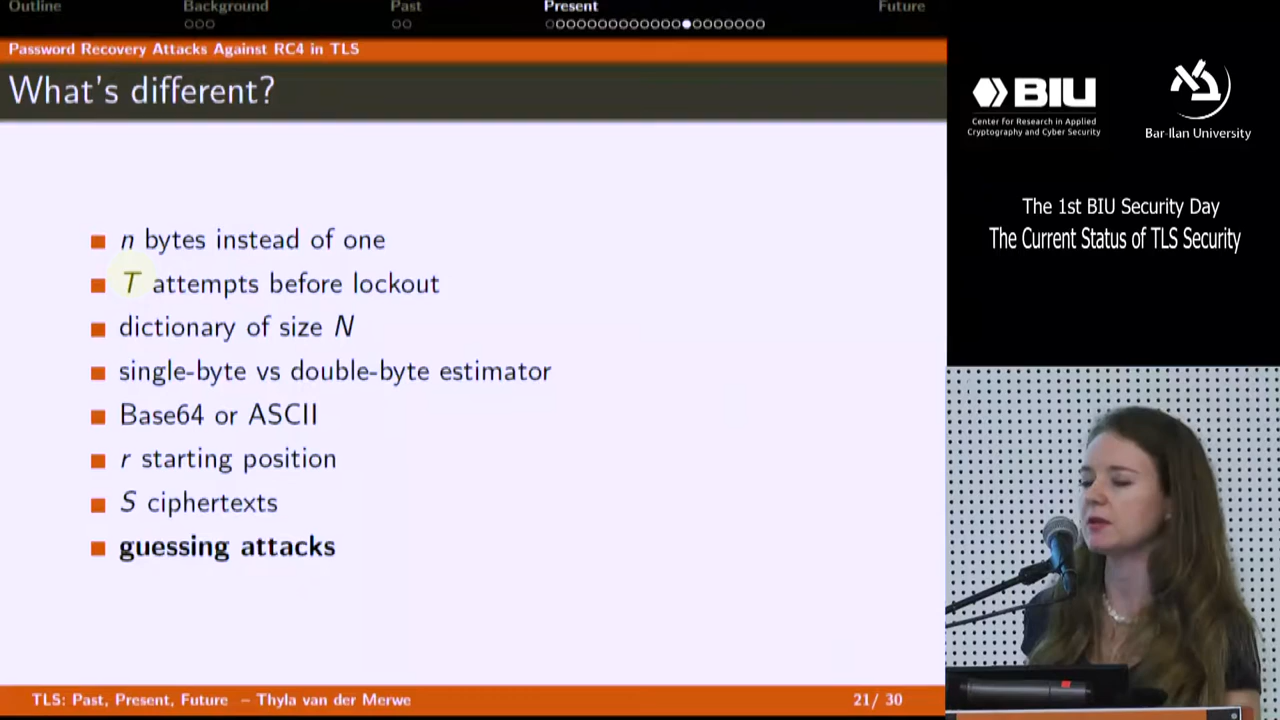 Outline
Background
Past
Present
Future
Password Recovery Attacks Against RC4 in TLS
What's different?
n bytes instead of one
T attempts before lockout
dictionary of size N
single-byte vs double-byte estimator
Base64 or ASCII
r starting position
S ciphertexts
guessing attacks
TLS: Past, Present, Future – Thyla van der Merwe
21/ 30
BIU
Center for Research in Applied
Cryptography and Cyber Security
Bar-Ilan University
The 1st BIU Security Day
The Current Status of TLS Security